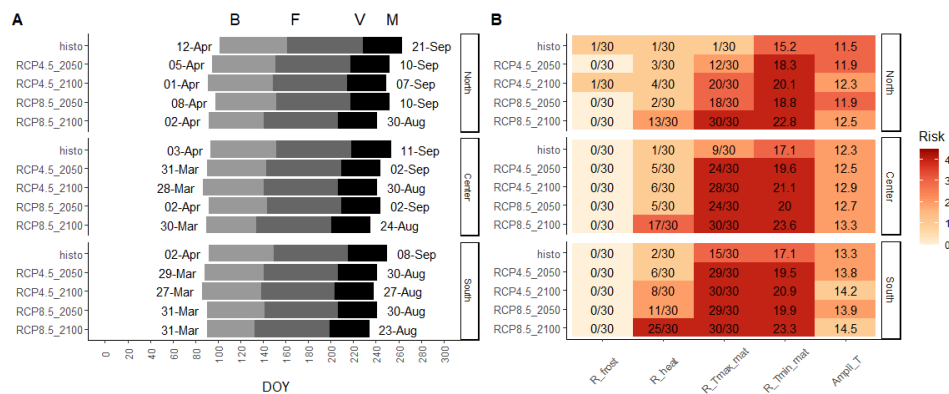 A B F V M
histo 12-Apr 21-Sep
RCP4.5_2050 05-Apr 10-Sep
RCP4.5_2100 01-Apr 07-Sep
RCP8.5_2050 08-Apr 10-Sep
RCP8.5_2100 02-Apr 30-Aug
North
histo 03-Apr 11-Sep
RCP4.5_2050 31-Mar 02-Sep
RCP4.5_2100 28-Mar 30-Aug
RCP8.5_2050 02-Apr 02-Sep
RCP8.5_2100 30-Mar 24-Aug
Center
histo 02-Apr 08-Sep
RCP4.5_2050 29-Mar 30-Aug
RCP4.5_2100 27-Mar 27-Aug
RCP8.5_2050 31-Mar 30-Aug
RCP8.5_2100 31-Mar 23-Aug
South
0 20 40 60 80 100 120 140 160 180 200 220 240 260 280 300
DOY
B
histo 1/30 1/30 1/30 15.2 11.5
RCP4.5_2050 0/30 3/30 12/30 18.3 11.9
RCP4.5_2100 1/30 4/30 20/30 20.1 12.3
RCP8.5_2050 0/30 2/30 18/30 18.8 11.9
RCP8.5_2100 0/30 13/30 30/30 22.8 12.5
North
histo 0/30 1/30 9/30 17.1 12.3
RCP4.5_2050 0/30 5/30 24/30 19.6 12.5
RCP4.5_2100 0/30 6/30 28/30 21.1 12.9
RCP8.5_2050 0/30 5/30 24/30 20 12.7
RCP8.5_2100 0/30 17/30 30/30 23.6 13.3
Center
histo 0/30 2/30 15/30 17.1 13.3
RCP4.5_2050 0/30 6/30 29/30 19.5 13.8
RCP4.5_2100 0/30 8/30 30/30 20.9 14.2
RCP8.5_2050 0/30 11/30 29/30 19.9 13.9
RCP8.5_2100 0/30 25/30 30/30 23.3 14.5
South
R_frost R_heat R_Tmax_mat R_Tmin_mat Ampli_T
Risk
4
3
2
1
0